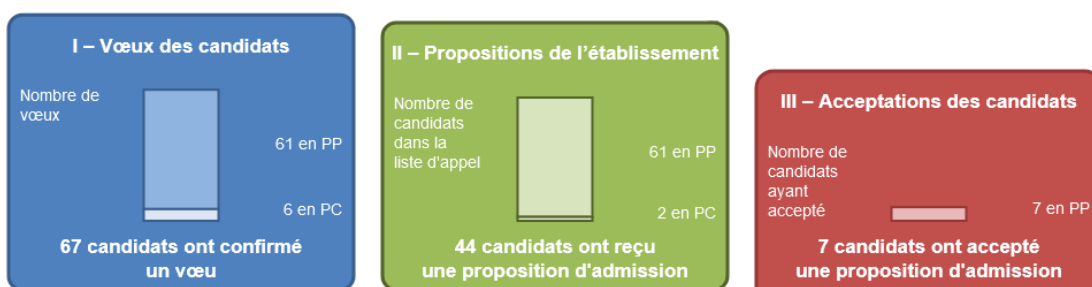 I – Vœux des candidats
Nombre de
vœux
61 en PP
6 en PC
67 candidats ont confirmé
un vœu
II – Propositions de l'établissement
Nombre de
candidats
dans la
liste d'appel
61 en PP
2 en PC
44 candidats ont reçu
une proposition d'admission
III – Acceptations des candidats
Nombre de
candidats
ayant
accepté
7 en PP
7 candidats ont accepté
une proposition d'admission